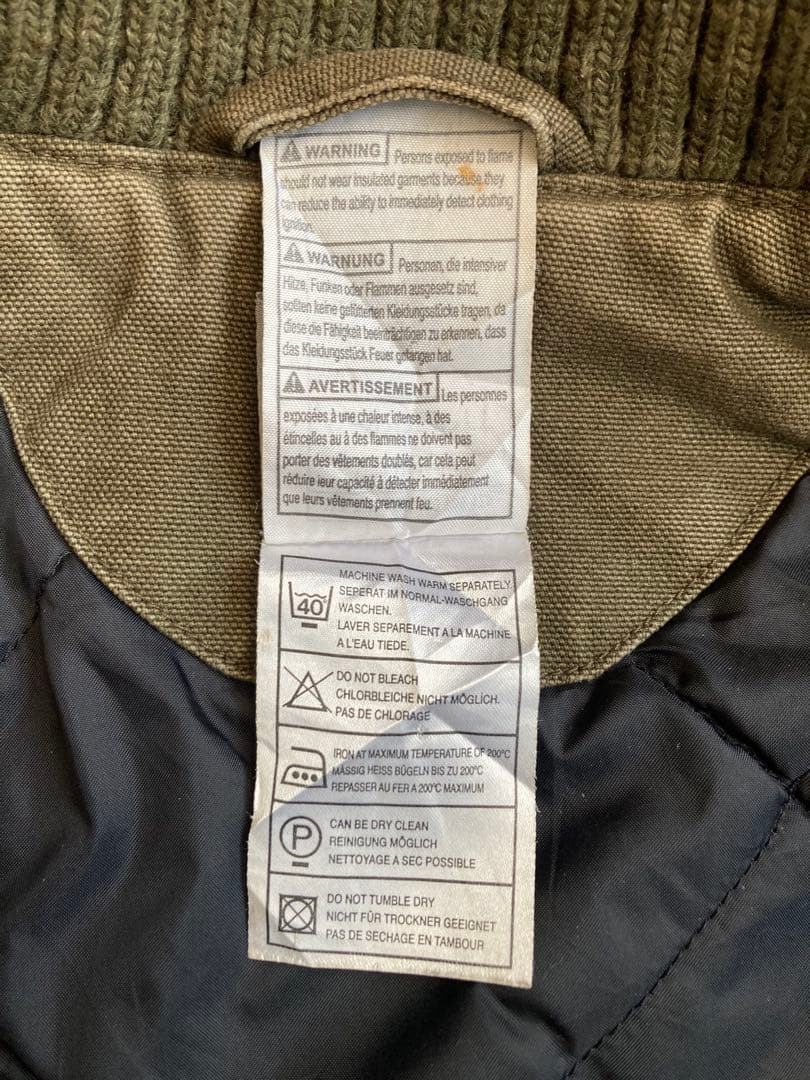 WARNING Persons exposed to flame
should not wear insulated garments because they
can reduce the ability to immediately detect clothing
ignition.
WARNUNG Personen, die intensiver
Hitze, Funken oder Flammen ausgesetzt sind,
sollten keine gefütterten Kleidungsstücke tragen, da
diese die Fähigkeit beeinträchtigen zu erkennen, dass
das Kleidungsstück Feuer gefangen hat.
AVERTISSEMENT Les personnes
exposées à une chaleur intense, à des
étincelles au à des flammes ne doivent pas
porter des vêtements doublés, car cela peut
réduire leur capacité à détecter immédiatement
que leurs vêtements prennent feu.
40
MACHINE WASH WARM SEPARATELY
SEPERAT IM NORMAL-WASCHGANG
WASCHEN.
LAVER SEPAREMENT A LA MACHINE
A L'EAU TIEDE.
DO NOT BLEACH
CHLORBLEICHE NICHT MÖGLICH.
PAS DE CHLORAGE
IRON AT MAXIMUM TEMPERATURE OF 200°C
MÄSSIG HEISS BÜGELN BIS ZU 200°C
REPASSER AU FER A 200°C MAXIMUM
P
CAN BE DRY CLEAN
REINIGUNG MÖGLICH
NETTOYAGE A SEC POSSIBLE
DO NOT TUMBLE DRY
NICHT FÜR TROCKNER GEEIGNET
PAS DE SECHAGE EN TAMBOUR